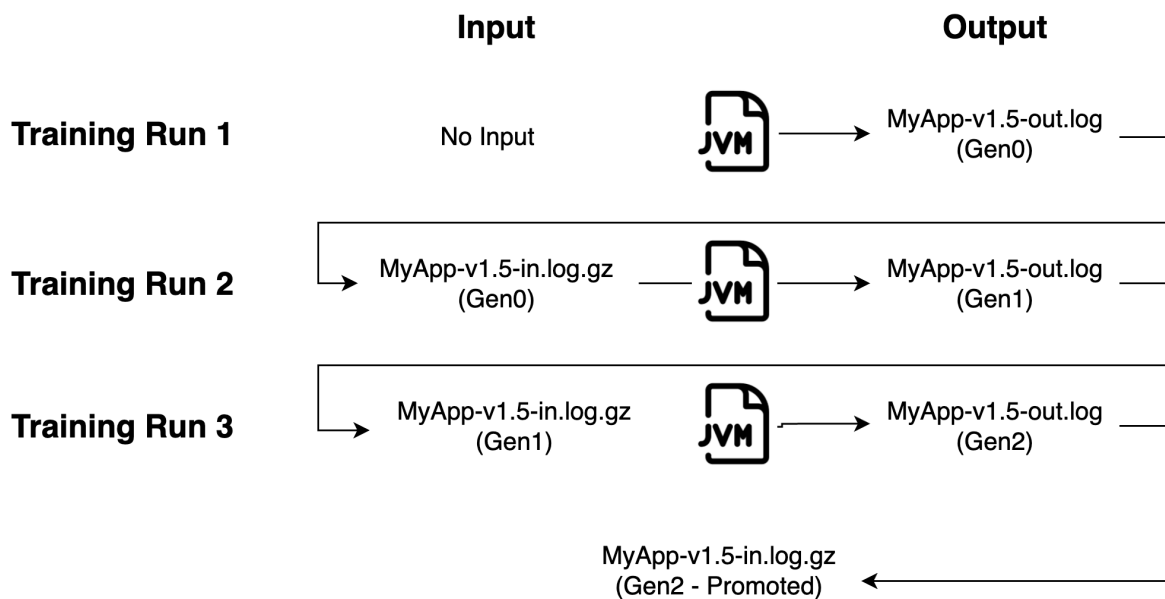 Input
Output
Training Run 1
No Input
JVM
MyApp-v1.5-out.log
(Gen0)
Training Run 2
MyApp-v1.5-in.log.gz
(Gen0)
JVM
MyApp-v1.5-out.log
(Gen1)
Training Run 3
MyApp-v1.5-in.log.gz
(Gen1)
JVM
MyApp-v1.5-out.log
(Gen2)
MyApp-v1.5-in.log.gz
(Gen2 - Promoted)